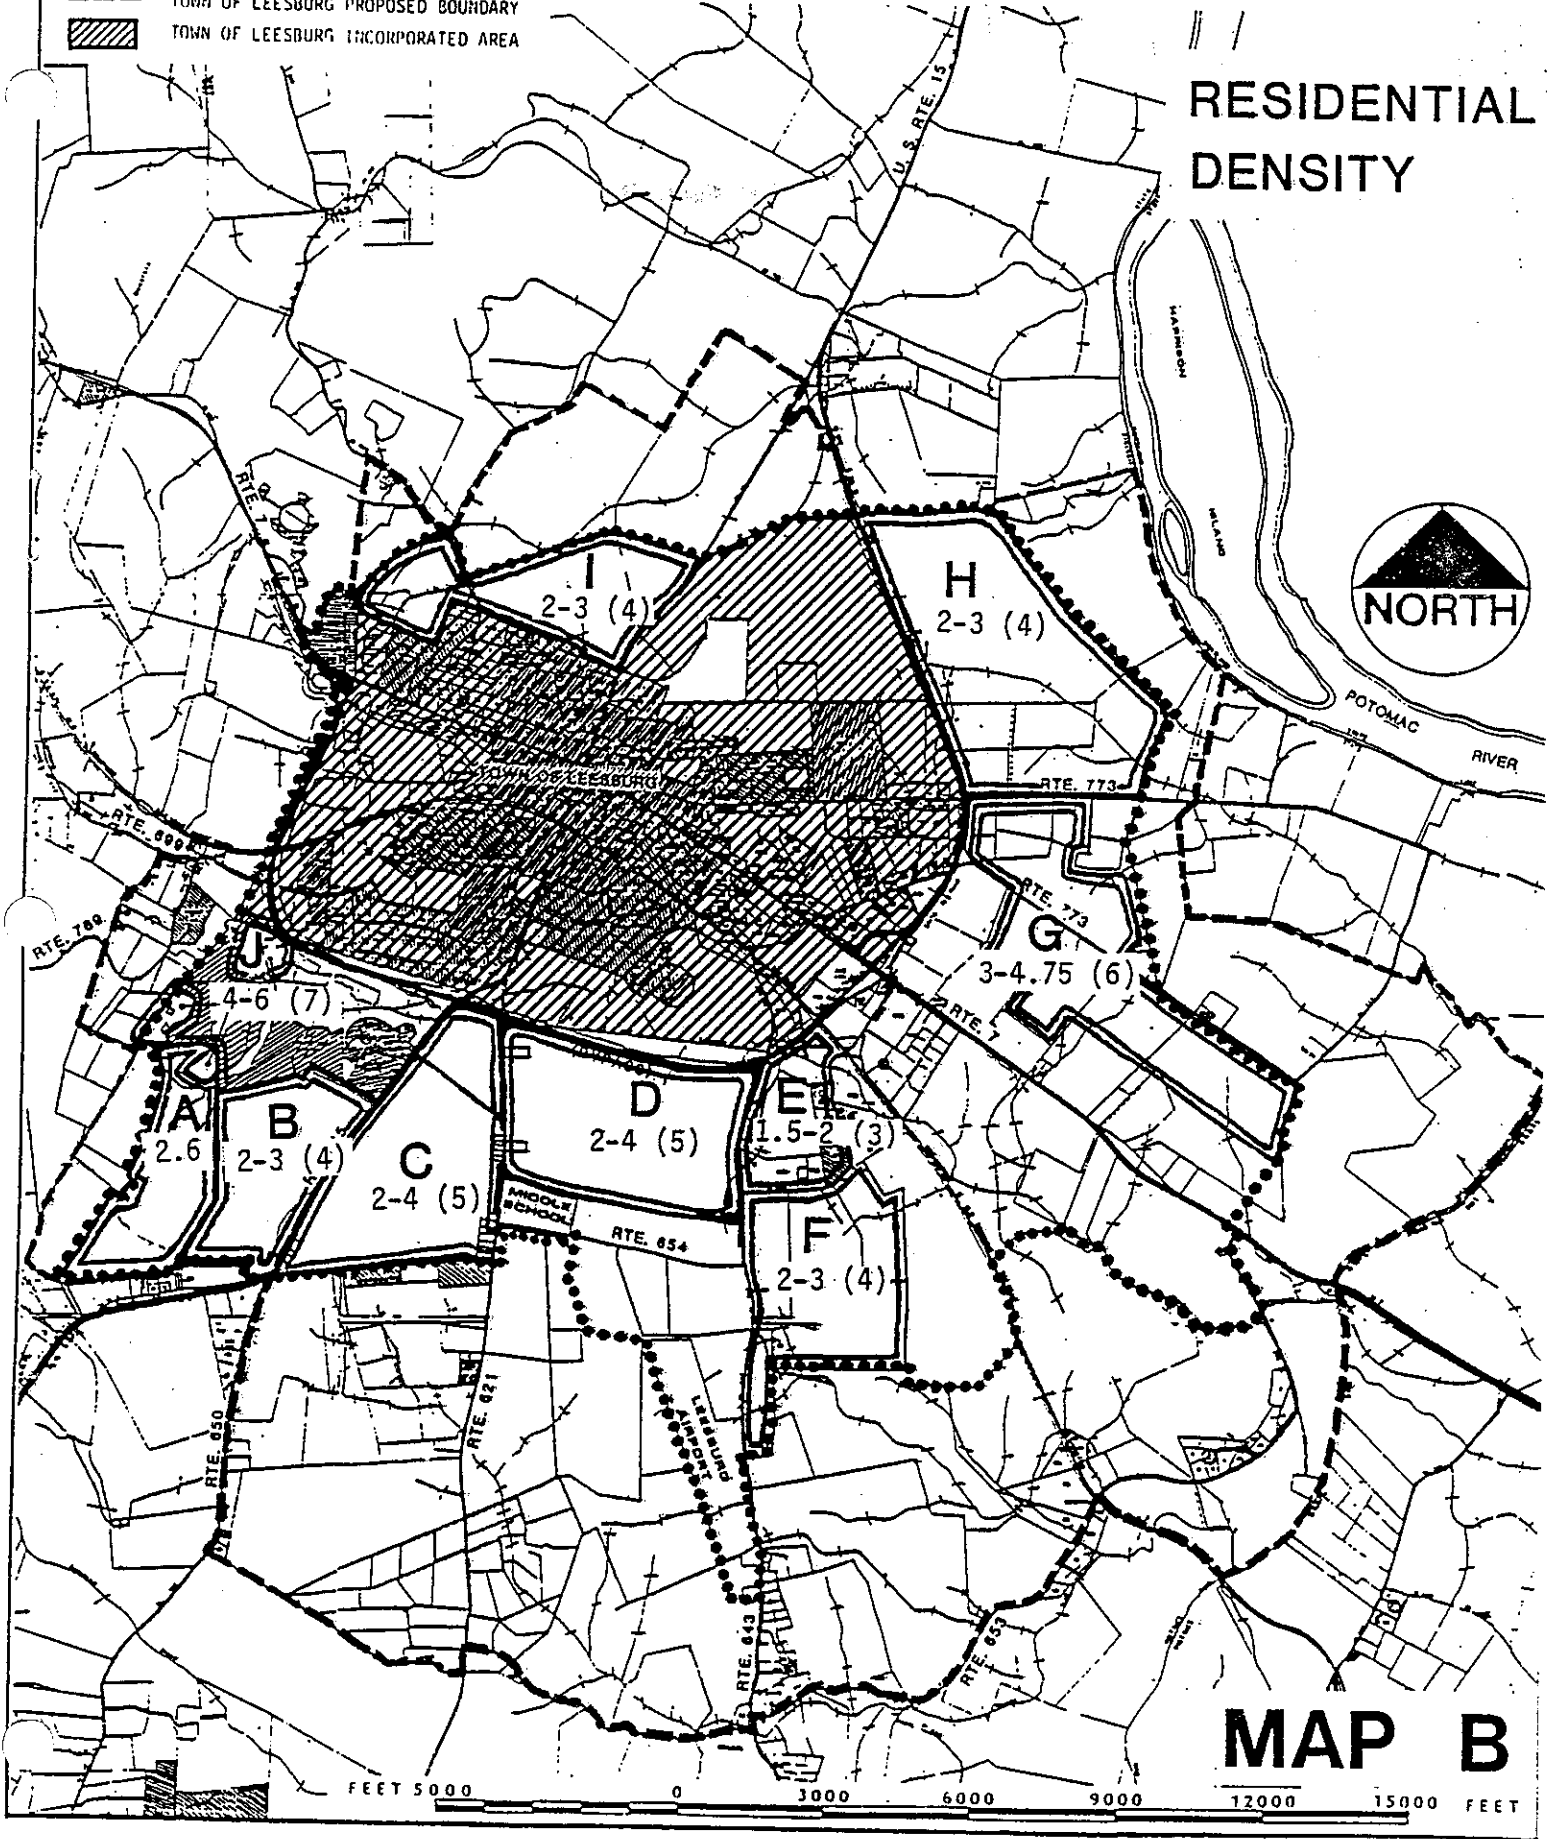 TOWN OF LEESBURG PROPOSED BOUNDARY
TOWN OF LEESBURG INCORPORATED AREA
RESIDENTIAL
DENSITY
U. S. RTE. 15
HARRISON
ISLAND
NORTH
RTE. 7
I
2-3 (4)
H
2-3 (4)
POTOMAC
RIVER
TOWN OF LEESBURG
RTE. 773
RTE. 699
RTE. 769
RTE. 773
G
3-4.75 (6)
J
4-6 (7)
RTE. 7
A
2.6
B
2-3 (4)
C
2-4 (5)
D
2-4 (5)
E
1.5-2 (3)
MIDDLE
SCHOOL
RTE. 654
F
2-3 (4)
LEESBURG
AIRPORT
RTE. 650
RTE. 621
RTE. 643
RTE. 653
MAP B
FEET 5000 0 3000 6000 9000 12000 15000 FEET